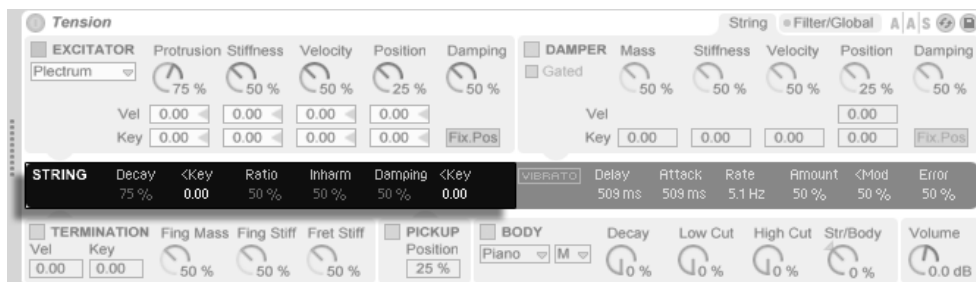 Tension String Filter/Global A A S
EXCITATOR Protrusion Stiffness Velocity Position Damping
Plectrum 75 % 50 % 50 % 25 % 50 %
Vel 0.00 0.00 0.00 0.00
Key 0.00 0.00 0.00 0.00 Fix.Pos
DAMPER Mass Stiffness Velocity Position Damping
Gated 50 % 50 % 50 % 25 % 50 %
Vel 0.00
Key 0.00 0.00 0.00 0.00 Fix.Pos
STRING Decay <Key Ratio Inharm Damping <Key
75 % 0.00 50 % 50 % 50 % 0.00
VIBRATO Delay Attack Rate Amount <Mod Error
509 ms 509 ms 5.1 Hz 50 % 50 % 50 %
TERMINATION Fing Mass Fing Stiff Fret Stiff
Vel Key
0.00 0.00 50 % 50 % 50 %
PICKUP
Position
25 %
BODY Decay Low Cut High Cut Str/Body
Piano M 0 % 0 % 0 % 0 %
Volume
0.0 dB